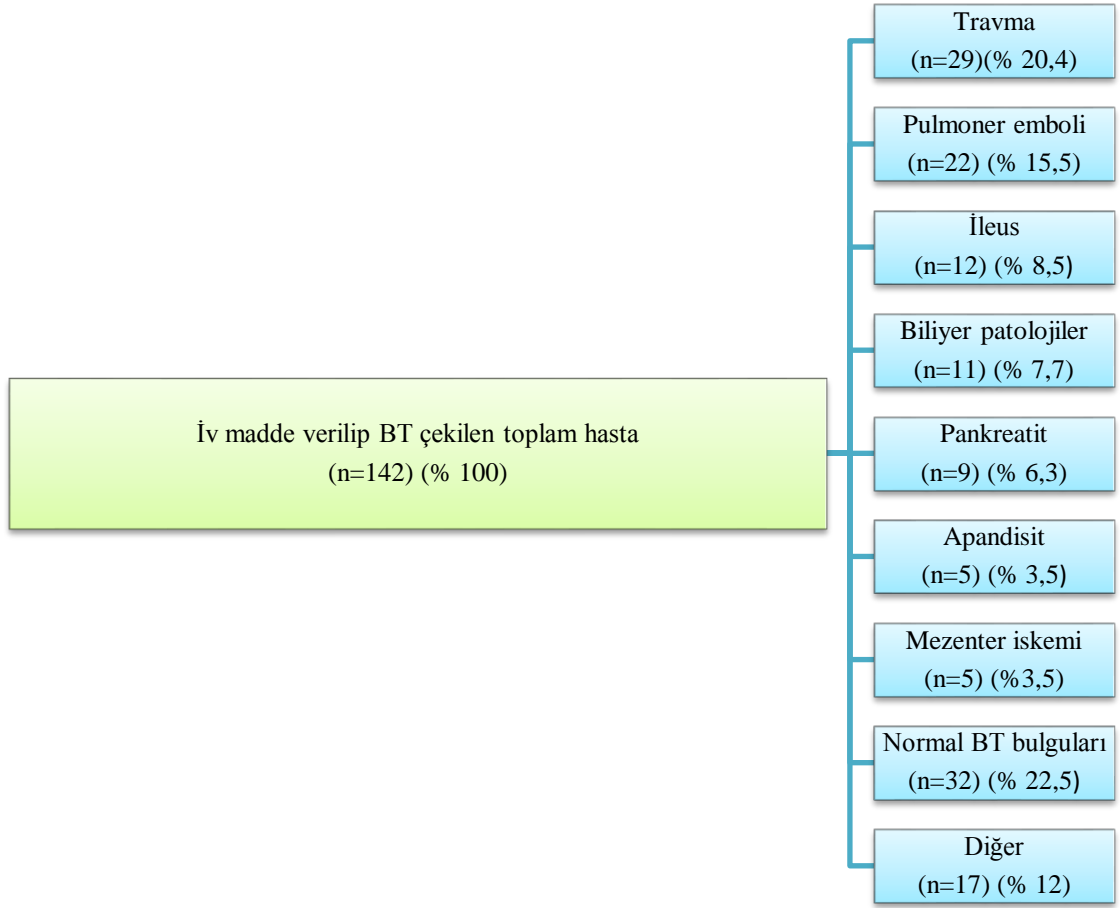 Travma
(n=29)(% 20,4)
Pulmoner emboli
(n=22) (% 15,5)
İleus
(n=12) (% 8,5)
Biliyer patolojiler
(n=11) (% 7,7)
İv madde verilip BT çekilen toplam hasta
(n=142) (% 100)
Pankreatit
(n=9) (% 6,3)
Apandisit
(n=5) (% 3,5)
Mezenter iskemi
(n=5) (%3,5)
Normal BT bulguları
(n=32) (% 22,5)
Diğer
(n=17) (% 12)